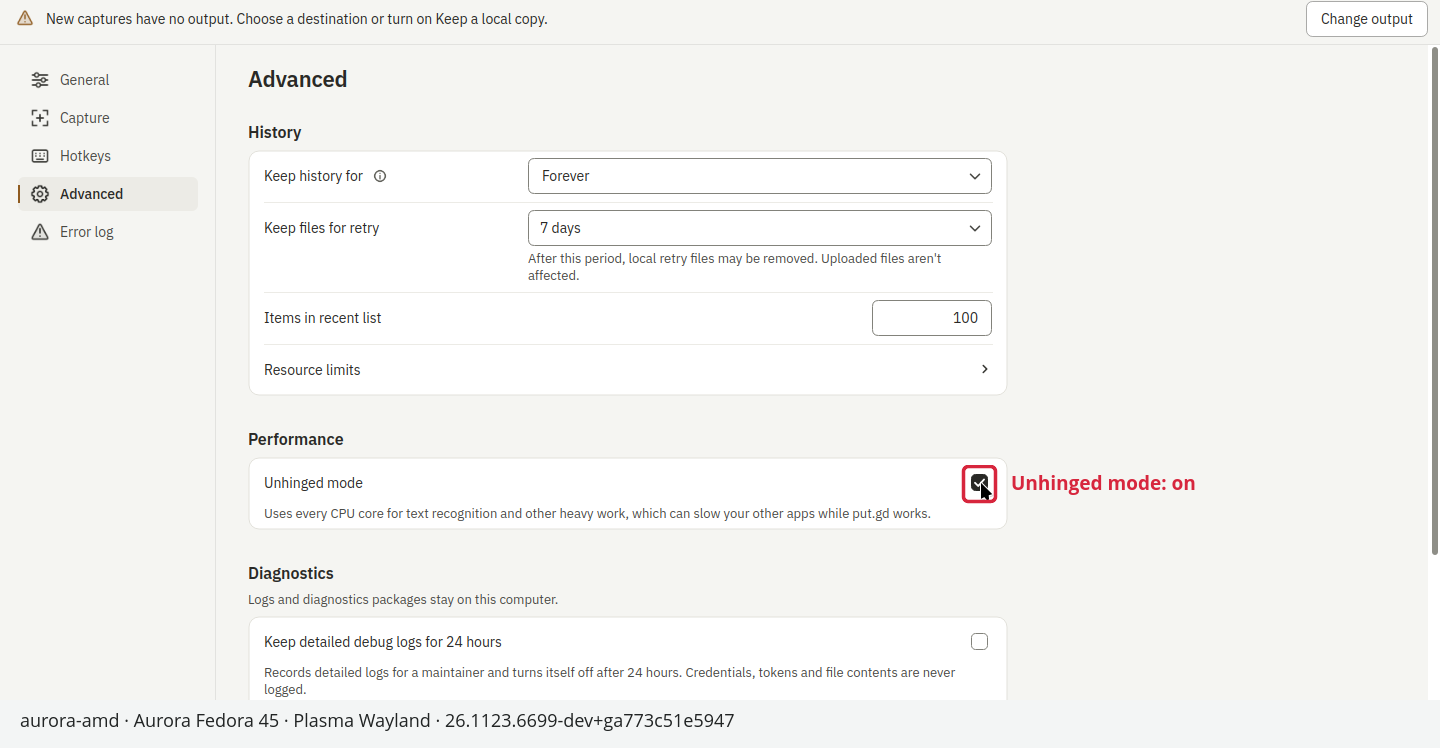 New captures have no output. Choose a destination or turn on Keep a local copy.
Change output
General
Capture
Hotkeys
Advanced
Error log
Advanced
History
Keep history for
Forever
Keep files for retry
7 days
After this period, local retry files may be removed. Uploaded files aren't
affected.
Items in recent list
100
Resource limits
Performance
Unhinged mode
Unhinged mode: on
Uses every CPU core for text recognition and other heavy work, which can slow your other apps while put.gd works.
Diagnostics
Logs and diagnostics packages stay on this computer.
Keep detailed debug logs for 24 hours
Records detailed logs for a maintainer and turns itself off after 24 hours. Credentials, tokens and file contents are never
logged.
aurora-amd · Aurora Fedora 45 · Plasma Wayland · 26.1123.6699-dev+ga773c51e5947